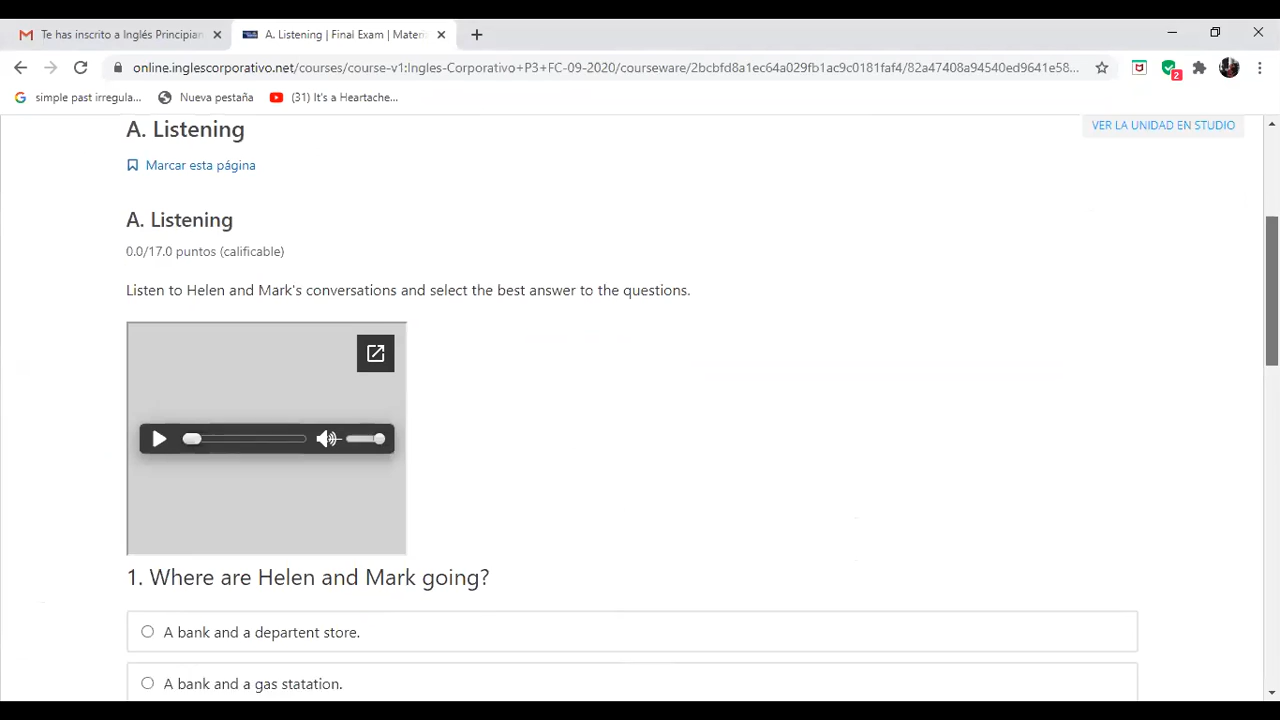 Te has inscrito a Inglés Principian
A. Listening | Final Exam | Materi
online.inglescorporativo.net/courses/course-v1:Ingles-Corporativo+P3+FC-09-2020/courseware/2bcbfd8a1ec64a029fb1ac9c0181faf4/82a47408a94540ed9641e58...
2
simple past irregula...
Nueva pestaña
(31) It's a Heartache...
A. Listening
VER LA UNIDAD EN STUDIO
Marcar esta página
A. Listening
0.0/17.0 puntos (calificable)
Listen to Helen and Mark's conversations and select the best answer to the questions.
1. Where are Helen and Mark going?
A bank and a departent store.
A bank and a gas statation.